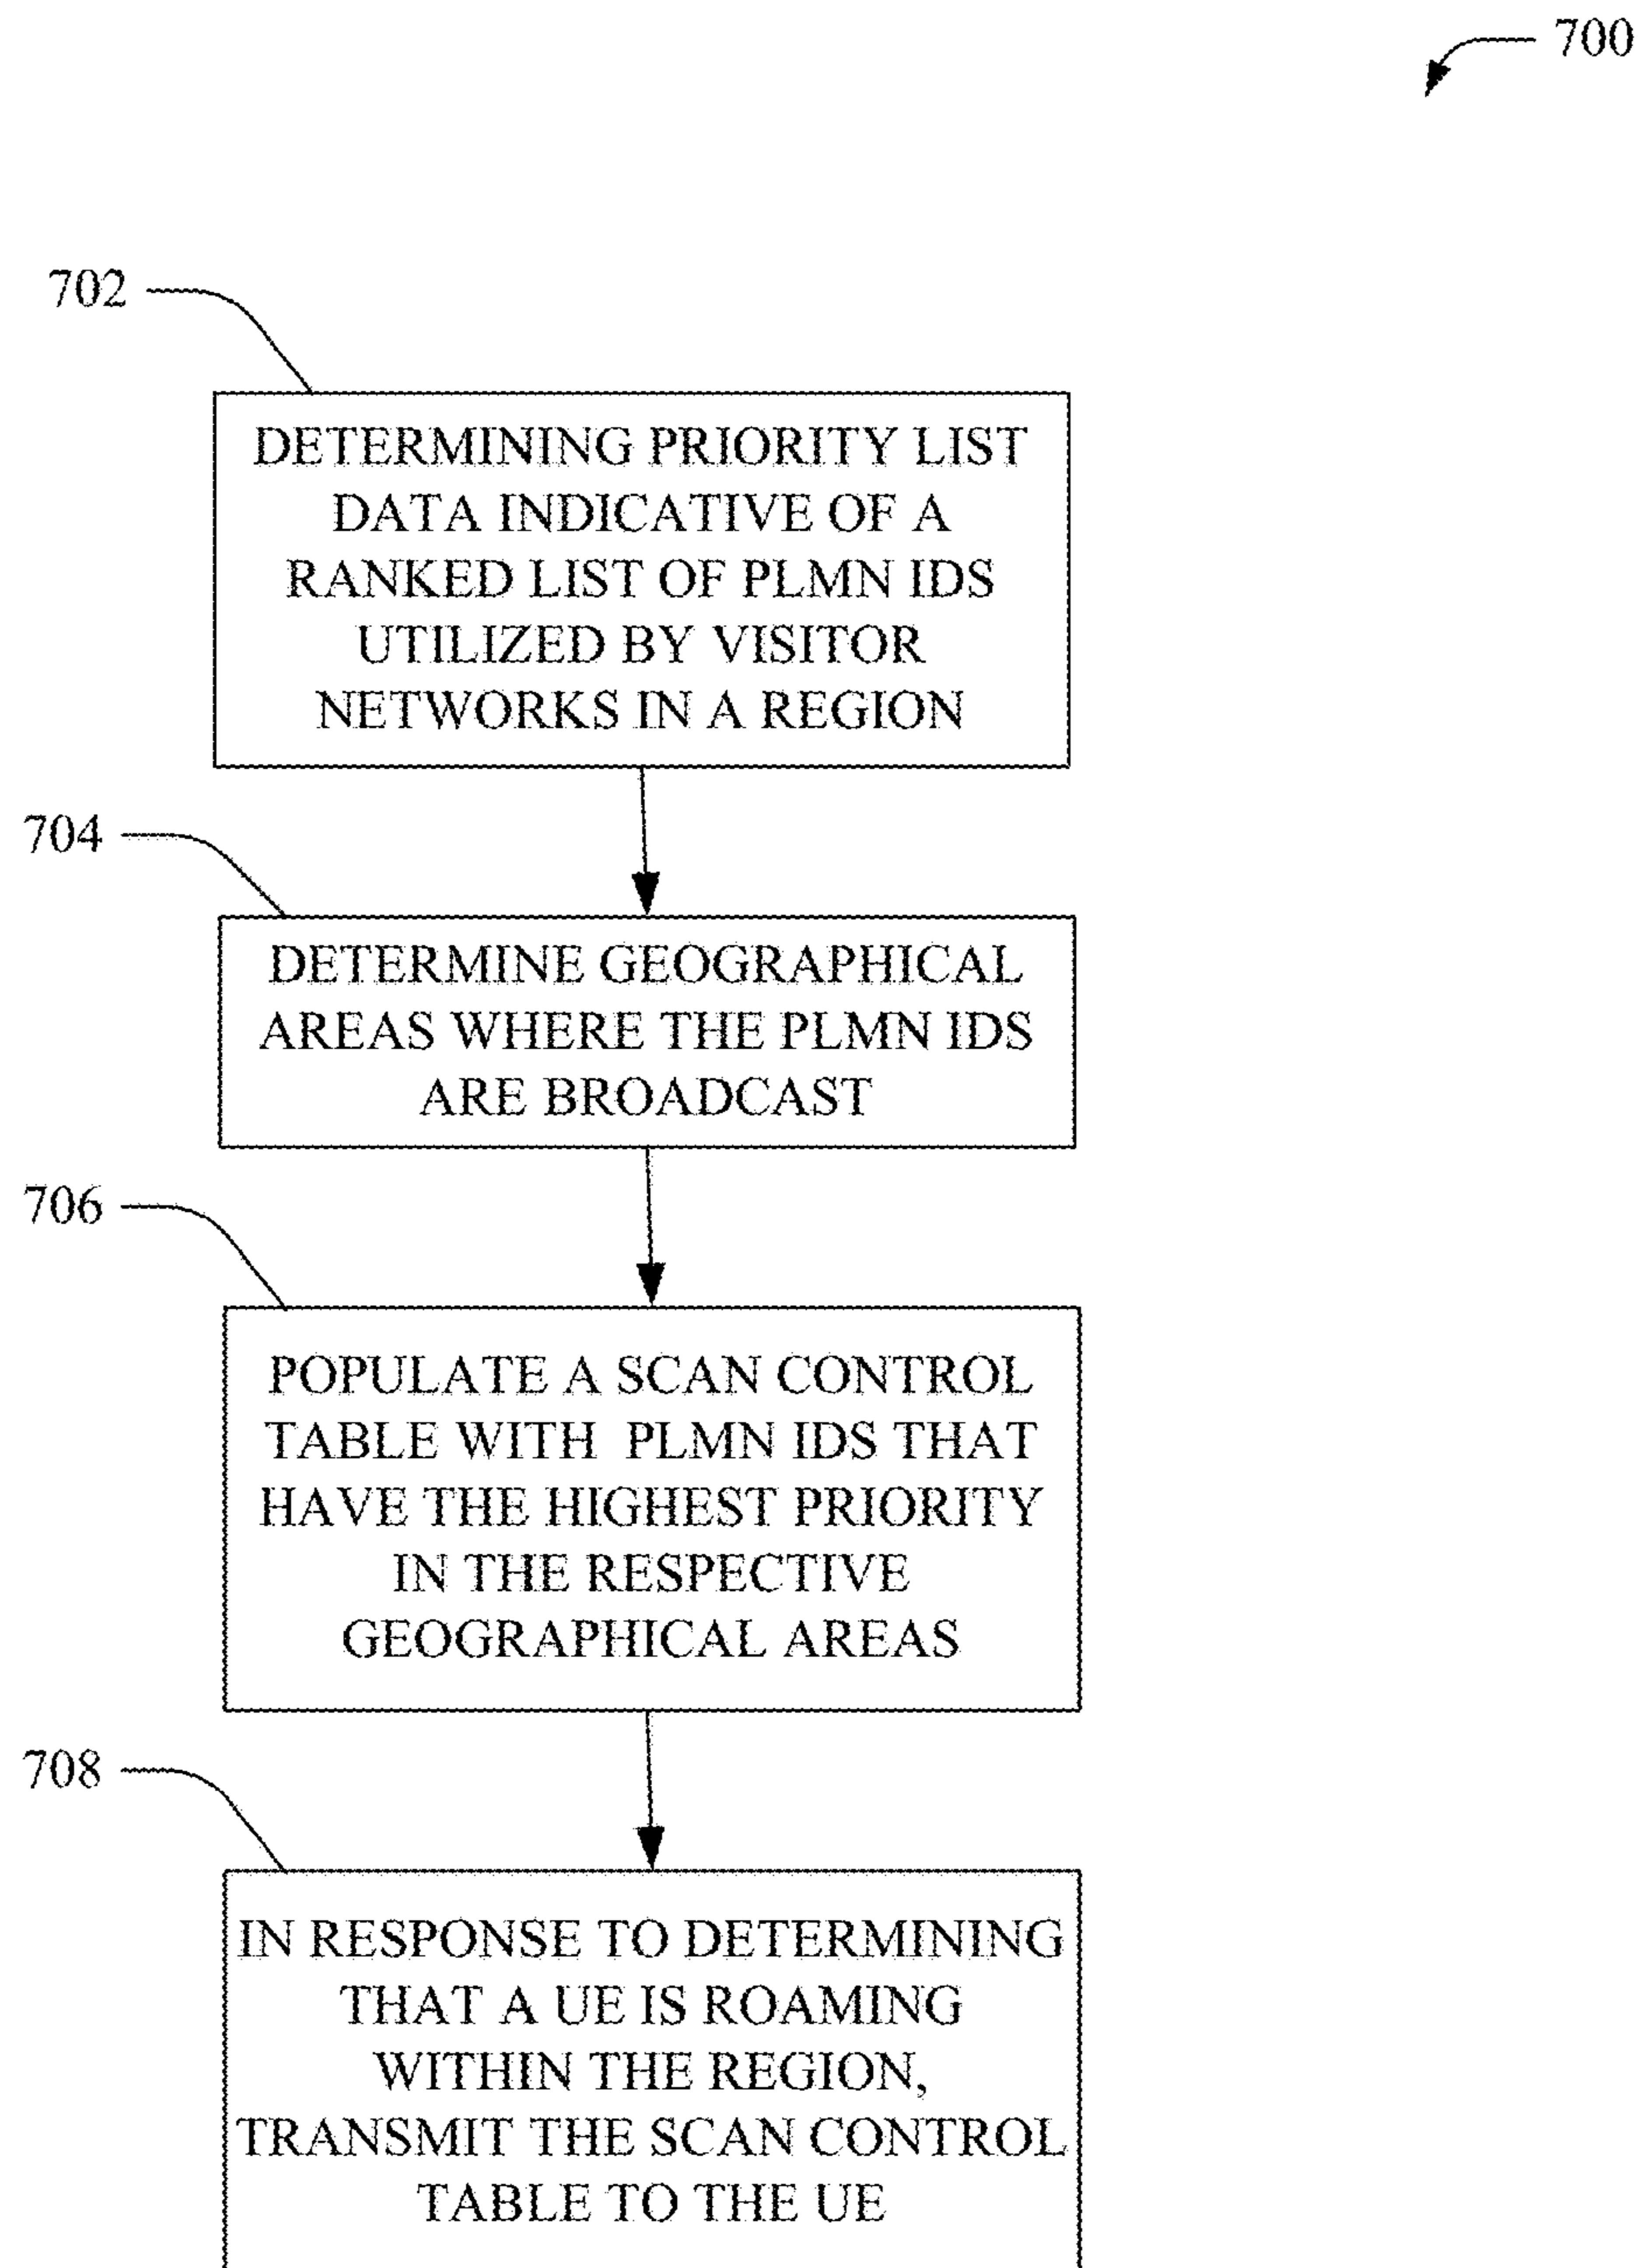 700
702
DETERMINING PRIORITY LIST
DATA INDICATIVE OF A
RANKED LIST OF PLMN IDS
UTILIZED BY VISITOR
NETWORKS IN A REGION
704
DETERMINE GEOGRAPHICAL
AREAS WHERE THE PLMN IDS
ARE BROADCAST
706
POPULATE A SCAN CONTROL
TABLE WITH PLMN IDS THAT
HAVE THE HIGHEST PRIORITY
IN THE RESPECTIVE
GEOGRAPHICAL AREAS
708
IN RESPONSE TO DETERMINING
THAT A UE IS ROAMING
WITHIN THE REGION,
TRANSMIT THE SCAN CONTROL
TABLE TO THE UE